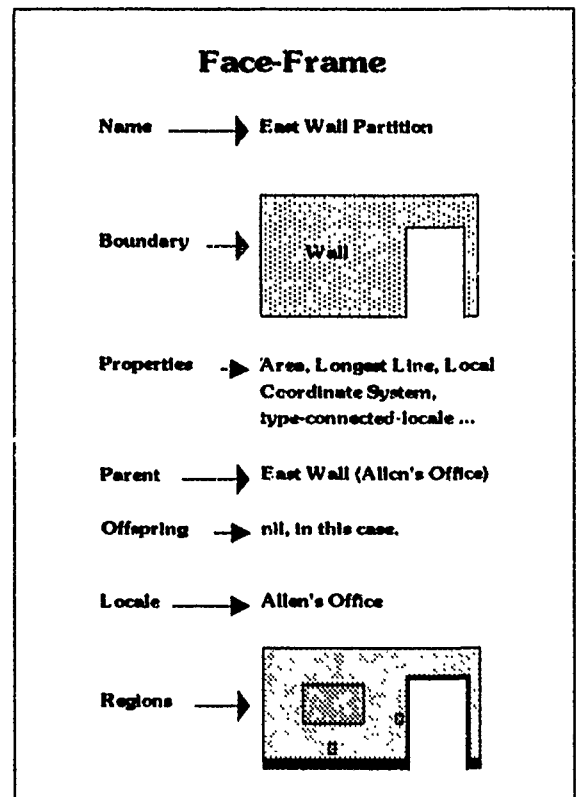 Face-Frame
Name East Wall Partition
Boundary Wall
Properties Area, Longest Line, Local
Coordinate System,
type-connected-locale ...
Parent East Wall (Allen's Office)
Offspring nil, in this case.
Locale Allen's Office
Regions